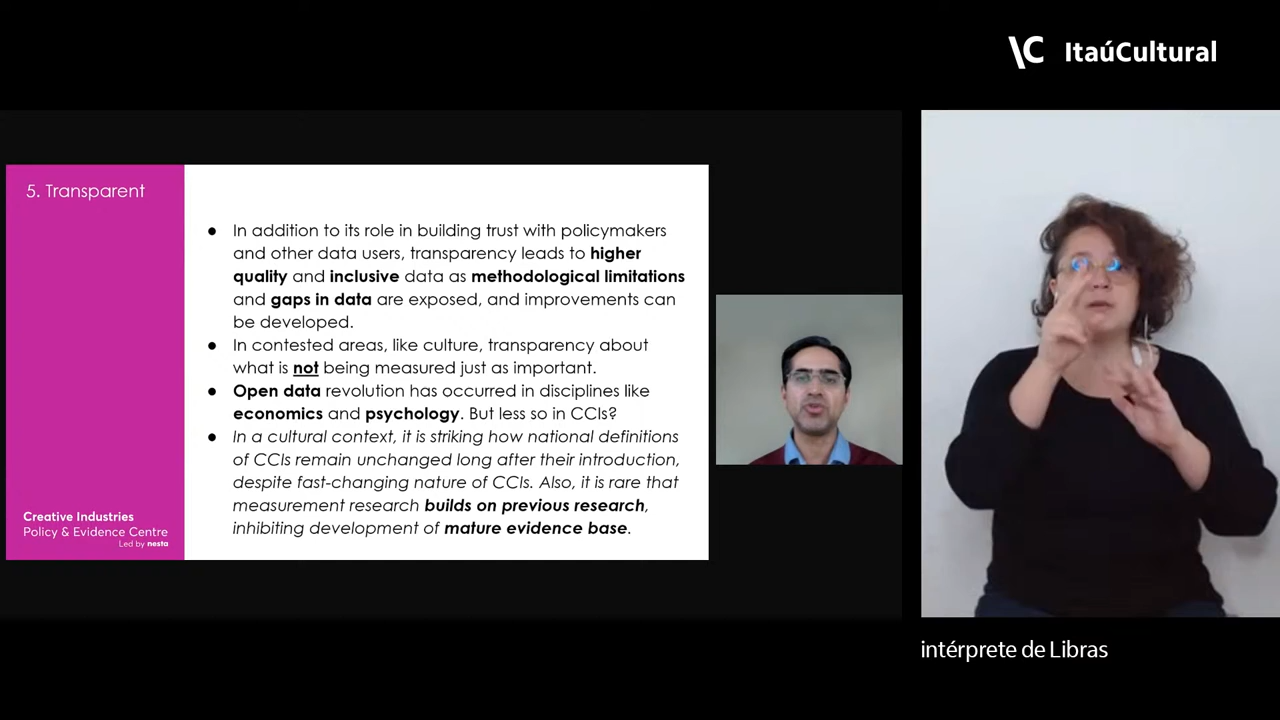 \C ItaúCultural
5. Transparent
● In addition to its role in building trust with policymakers
and other data users, transparency leads to higher
quality and inclusive data as methodological limitations
and gaps in data are exposed, and improvements can
be developed.
● In contested areas, like culture, transparency about
what is not being measured just as important.
● Open data revolution has occurred in disciplines like
economics and psychology. But less so in CCIs?
● In a cultural context, it is striking how national definitions
of CCIs remain unchanged long after their introduction,
despite fast-changing nature of CCIs. Also, it is rare that
measurement research builds on previous research,
inhibiting development of mature evidence base.
Creative Industries
Policy & Evidence Centre
Led by nesta
intérprete de Libras